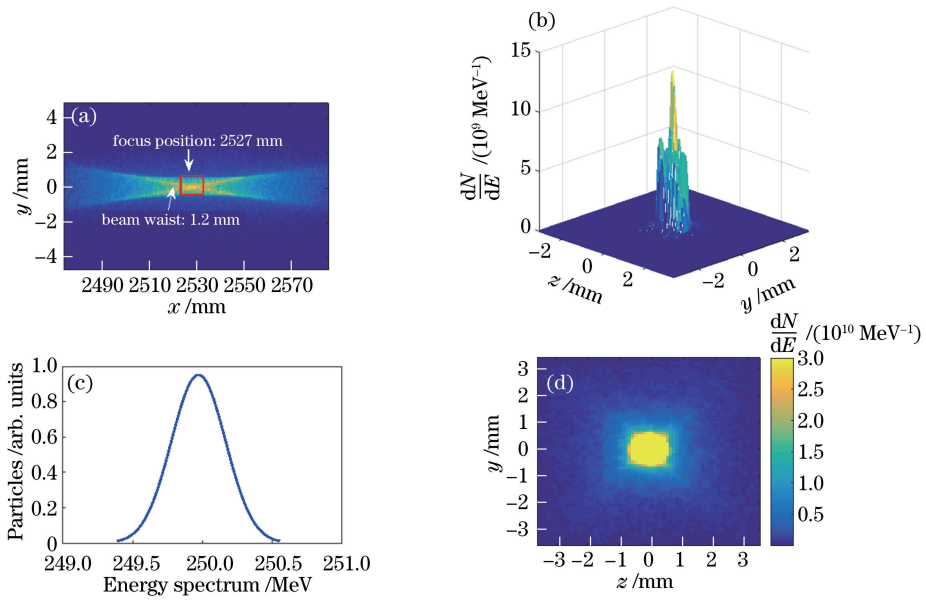 (a)
focus position: 2527 mm
beam waist: 1.2 mm
4
2
0
−2
−4
y /mm
2490 2510 2530 2550 2570
x /mm
(b)
15
10
5
0
dN/dE /(10⁹ MeV⁻¹)
−2 0 2
z /mm
−2 0 2
y /mm
(c)
1.0
0.8
0.6
0.4
0.2
0
Particles /arb. units
249.0 249.5 250.0 250.5 251.0
Energy spectrum /MeV
(d)
3
2
1
0
−1
−2
−3
y /mm
−3 −2 −1 0 1 2 3
z /mm
dN/dE /(10¹⁰ MeV⁻¹)
3.0
2.5
2.0
1.5
1.0
0.5